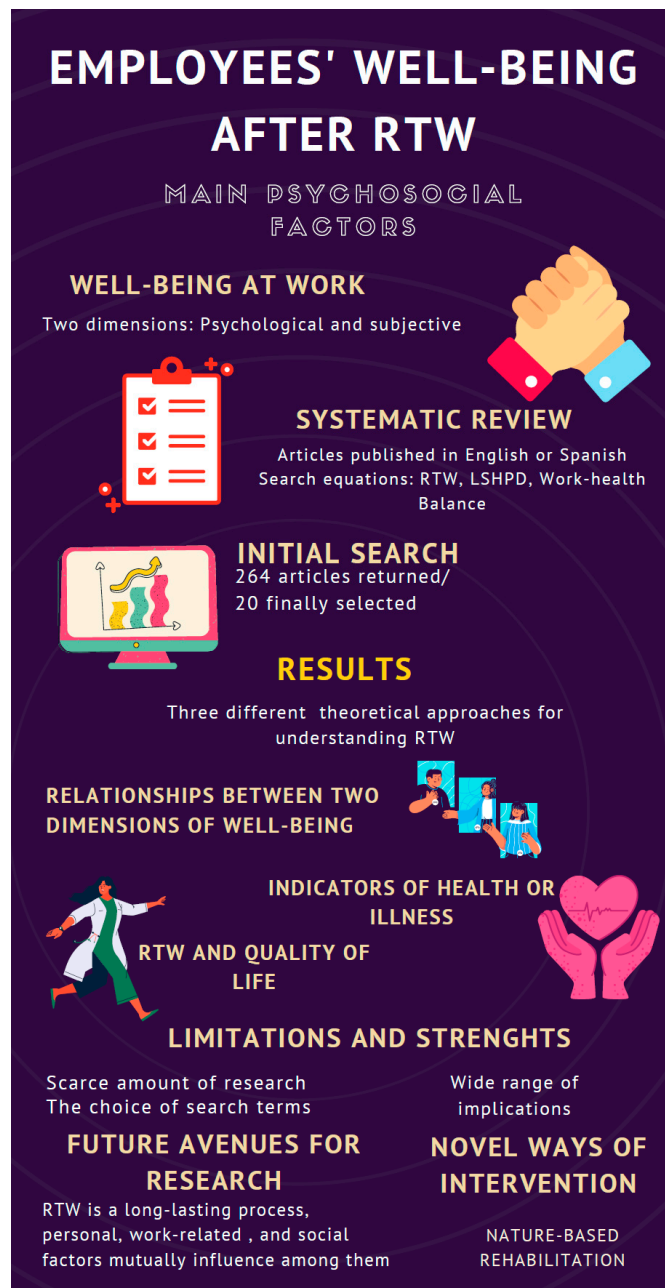 EMPLOYEES' WELL-BEING
AFTER RTW
MAIN PSYCHOSOCIAL
FACTORS
WELL-BEING AT WORK
Two dimensions: Psychological and subjective
SYSTEMATIC REVIEW
Articles published in English or Spanish
Search equations: RTW, LSHPD, Work-health
Balance
INITIAL SEARCH
264 articles returned/
20 finally selected
RESULTS
Three different theoretical approaches for
understanding RTW
RELATIONSHIPS BETWEEN TWO
DIMENSIONS OF WELL-BEING
INDICATORS OF HEALTH OR
ILLNESS
RTW AND QUALITY OF
LIFE
LIMITATIONS AND STRENGHTS
Scarce amount of research
The choice of search terms
Wide range of
implications
FUTURE AVENUES FOR
RESEARCH
RTW is a long-lasting process,
personal, work-related , and social
factors mutually influence among them
NOVEL WAYS OF
INTERVENTION
NATURE-BASED
REHABILITATION